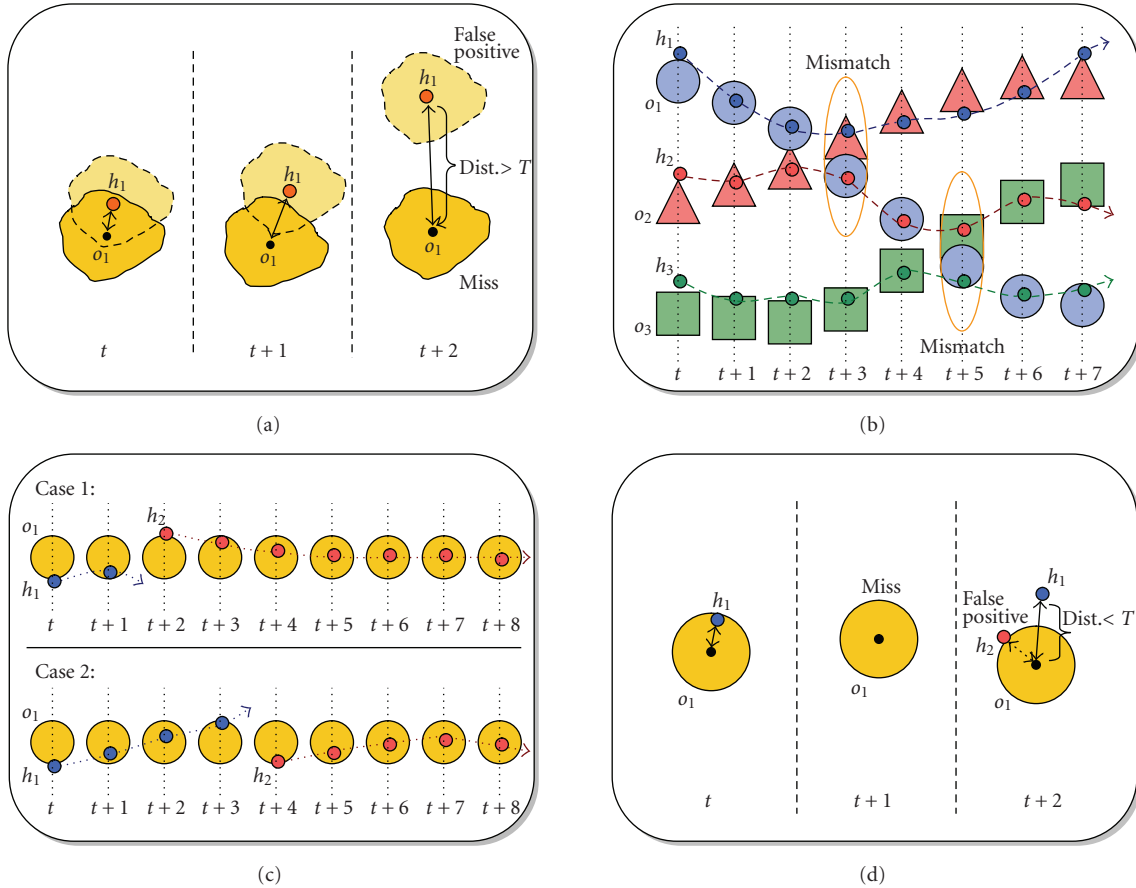 False
positive
h1
h1
h1
Dist. > T
o1
o1
o1
Miss
t
t + 1
t + 2
(a)
h1
Mismatch
o1
h2
o2
h3
o3
Mismatch
t
t + 1
t + 2
t + 3
t + 4
t + 5
t + 6
t + 7
(b)
Case 1:
o1
h2
h1
t
t + 1
t + 2
t + 3
t + 4
t + 5
t + 6
t + 7
t + 8
Case 2:
o1
h1
h2
t
t + 1
t + 2
t + 3
t + 4
t + 5
t + 6
t + 7
t + 8
(c)
h1
o1
Miss
o1
h1
False
positive
Dist. < T
h2
o1
t
t + 1
t + 2
(d)